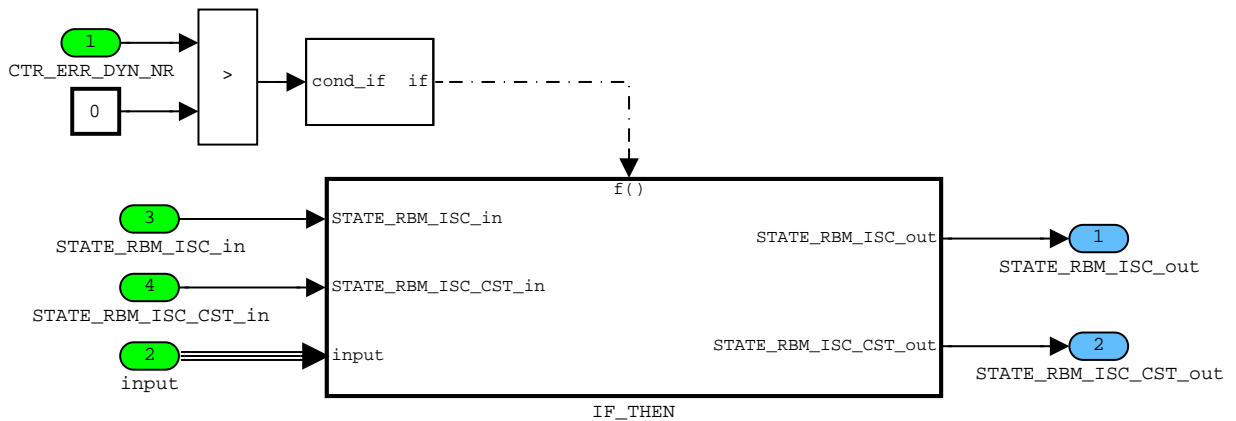 1
CTR_ERR_DYN_NR
0
>
cond_if
if
f()
3
STATE_RBM_ISC_in
4
STATE_RBM_ISC_CST_in
2
input
STATE_RBM_ISC_in
STATE_RBM_ISC_CST_in
input
STATE_RBM_ISC_out
STATE_RBM_ISC_CST_out
1
STATE_RBM_ISC_out
2
STATE_RBM_ISC_CST_out
IF_THEN